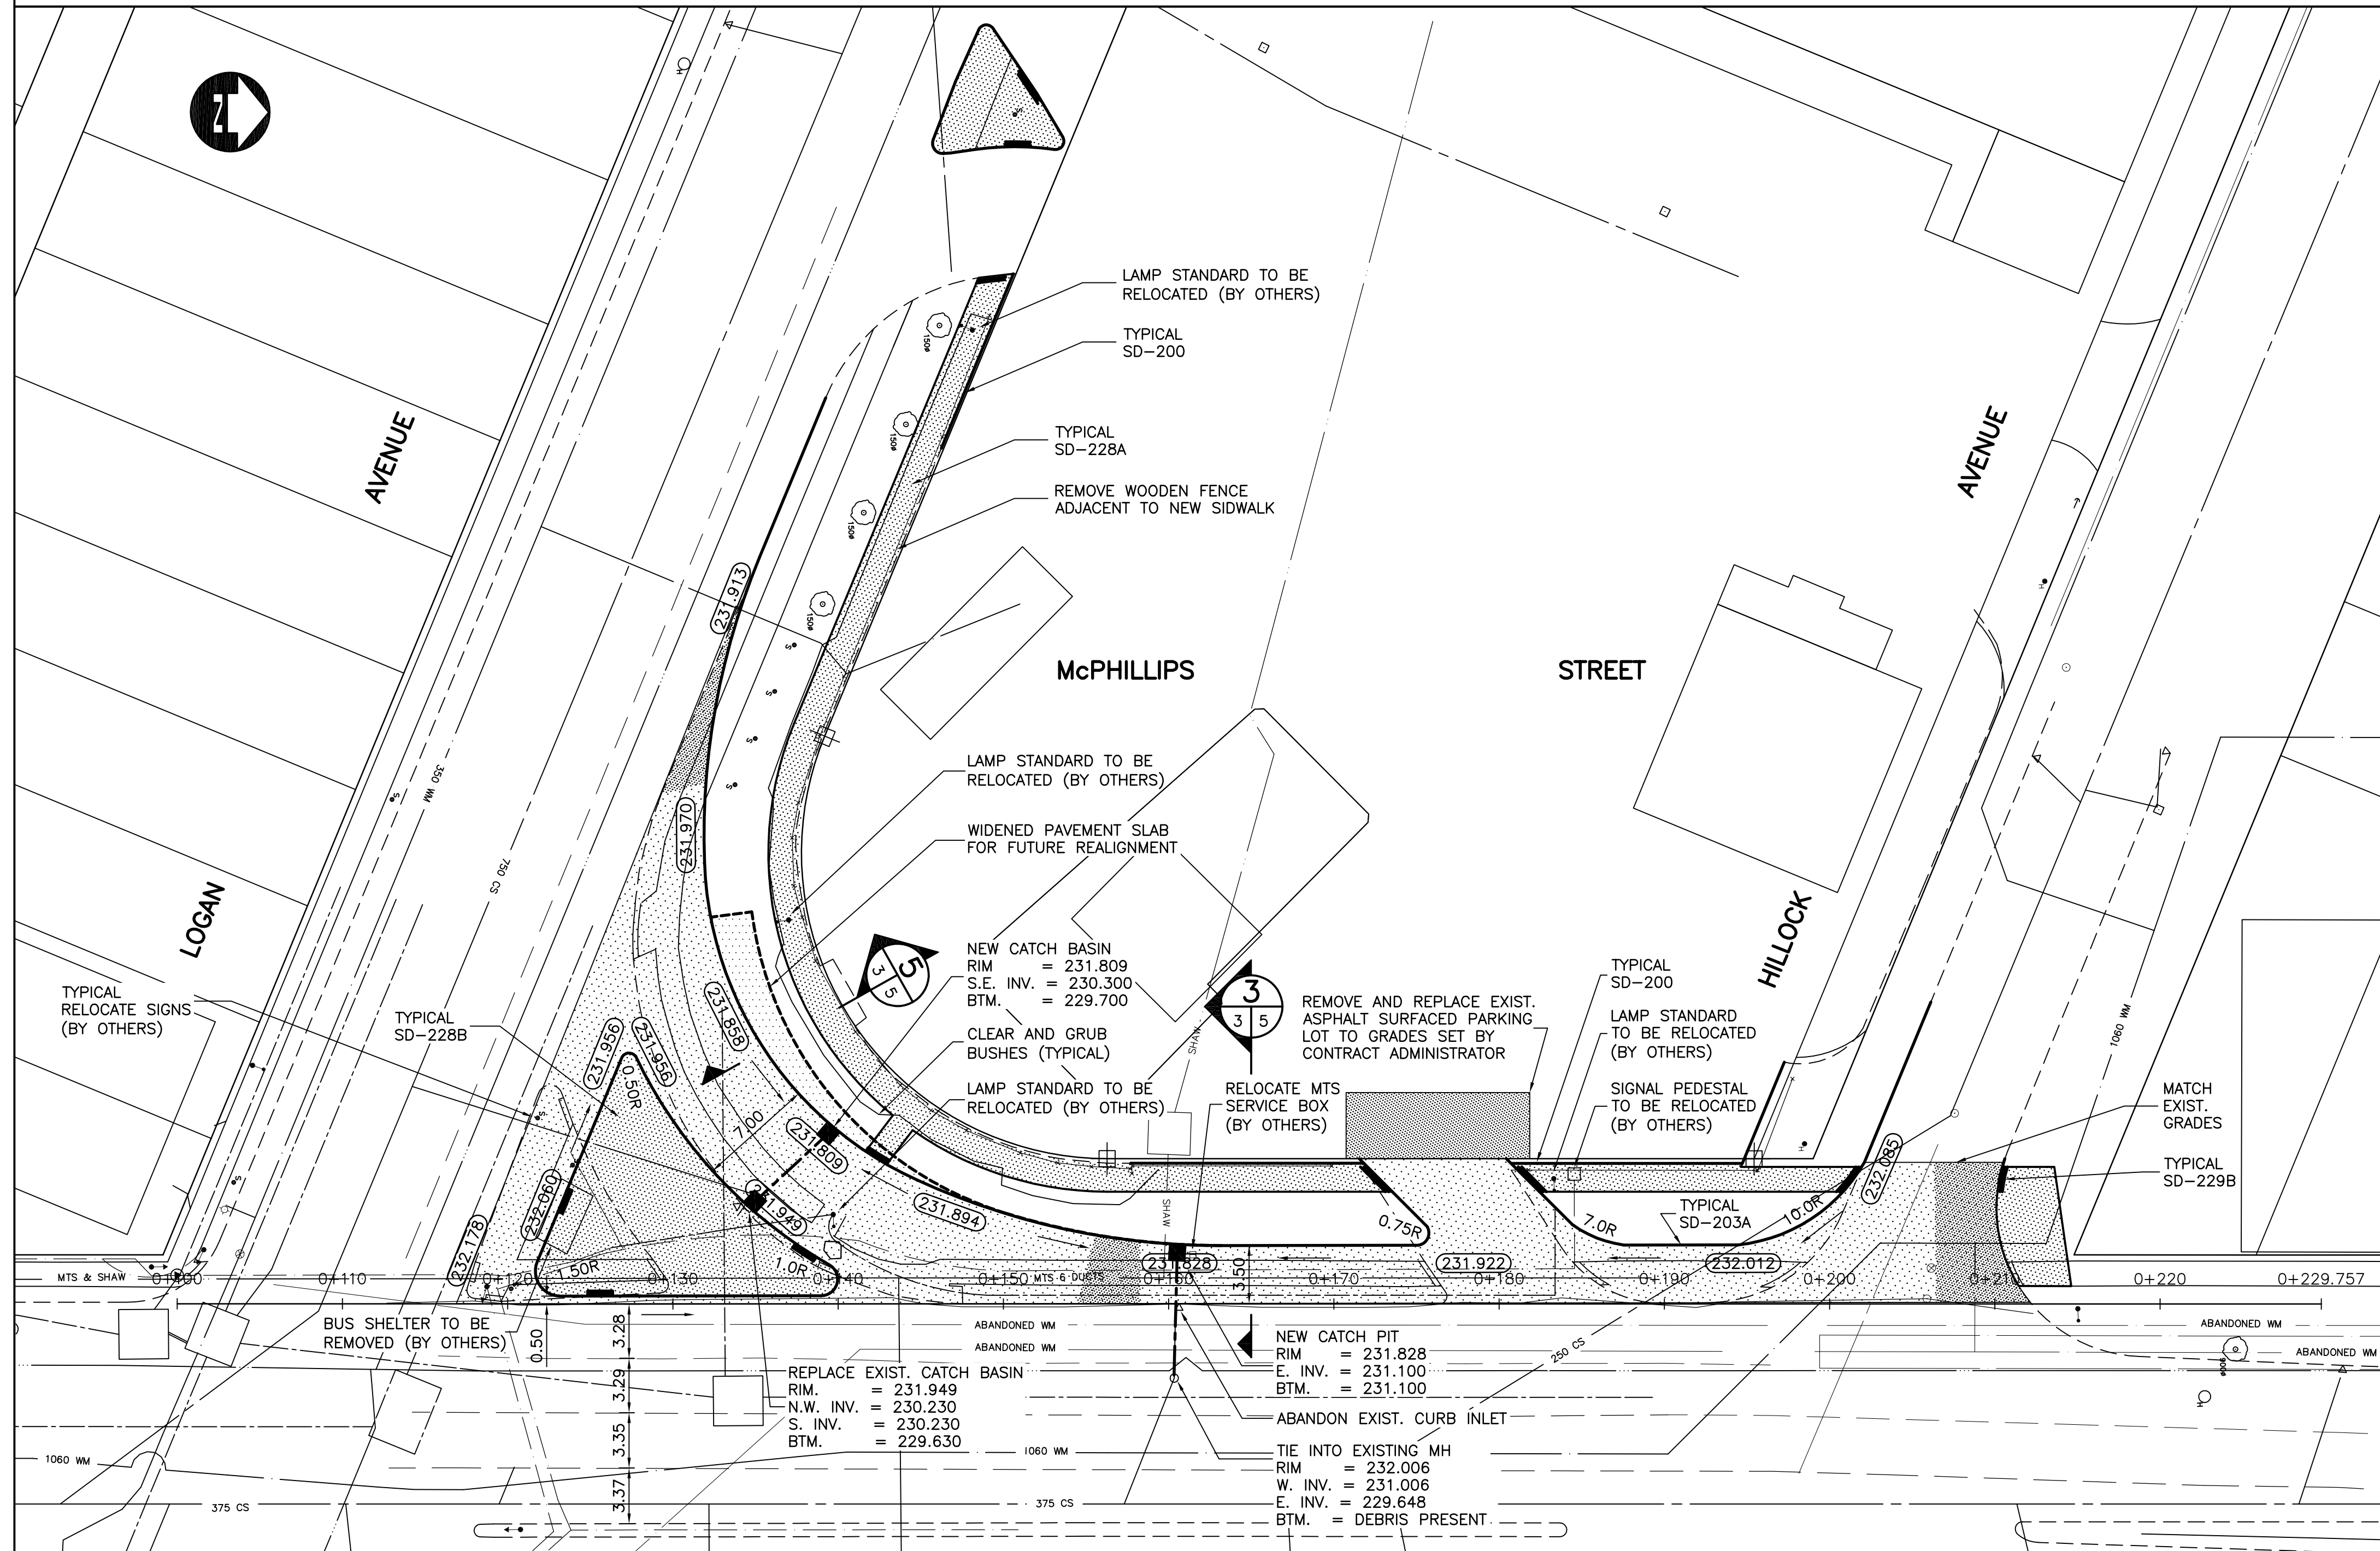 N
LAMP STANDARD TO BE
RELOCATED (BY OTHERS)
TYPICAL
SD-200
150ø
TYPICAL
SD-228A
150ø
REMOVE WOODEN FENCE
ADJACENT TO NEW SIDWALK
150ø
150ø
AVENUE
AVENUE
231.913
McPHILLIPS
STREET
350 WM
750 CS
LOGAN
HILLOCK
231.970
LAMP STANDARD TO BE
RELOCATED (BY OTHERS)
WIDENED PAVEMENT SLAB
FOR FUTURE REALIGNMENT
NEW CATCH BASIN
RIM = 231.809
S.E. INV. = 230.300
BTM. = 229.700
CLEAR AND GRUB
BUSHES (TYPICAL)
LAMP STANDARD TO BE
RELOCATED (BY OTHERS)
5
3
5
3
3
5
SHAW
SHAW
RELOCATE MTS
SERVICE BOX
(BY OTHERS)
REMOVE AND REPLACE EXIST.
ASPHALT SURFACED PARKING
LOT TO GRADES SET BY
CONTRACT ADMINISTRATOR
TYPICAL
SD-200
LAMP STANDARD
TO BE RELOCATED
(BY OTHERS)
SIGNAL PEDESTAL
TO BE RELOCATED
(BY OTHERS)
1060 WM
MATCH
EXIST.
GRADES
TYPICAL
SD-229B
TYPICAL
SD-203A
TYPICAL
RELOCATE SIGNS
(BY OTHERS)
TYPICAL
SD-228B
231.956
231.956
231.858
0.50R
7.00
231.809
231.949
231.894
232.060
232.178
1.50R
1.0R
0.75R
7.0R
10.0R
232.085
231.828
3.50
231.922
232.012
MTS & SHAW
0+100
0+110
0+120
0+130
0+140
0+150
MTS 6 DUCTS
0+160
0+170
0+180
0+190
0+200
0+210
0+220
0+229.757
BUS SHELTER TO BE
REMOVED (BY OTHERS)
0.50
3.28
3.29
3.35
3.37
ABANDONED WM
ABANDONED WM
ABANDONED WM
ABANDONED WM
900ø
REPLACE EXIST. CATCH BASIN
RIM. = 231.949
N.W. INV. = 230.230
S. INV. = 230.230
BTM. = 229.630
NEW CATCH PIT
RIM = 231.828
E. INV. = 231.100
BTM. = 231.100
250 CS
ABANDON EXIST. CURB INLET
TIE INTO EXISTING MH
RIM = 232.006
W. INV. = 231.006
E. INV. = 229.648
BTM. = DEBRIS PRESENT
1060 WM
1060 WM
375 CS
375 CS